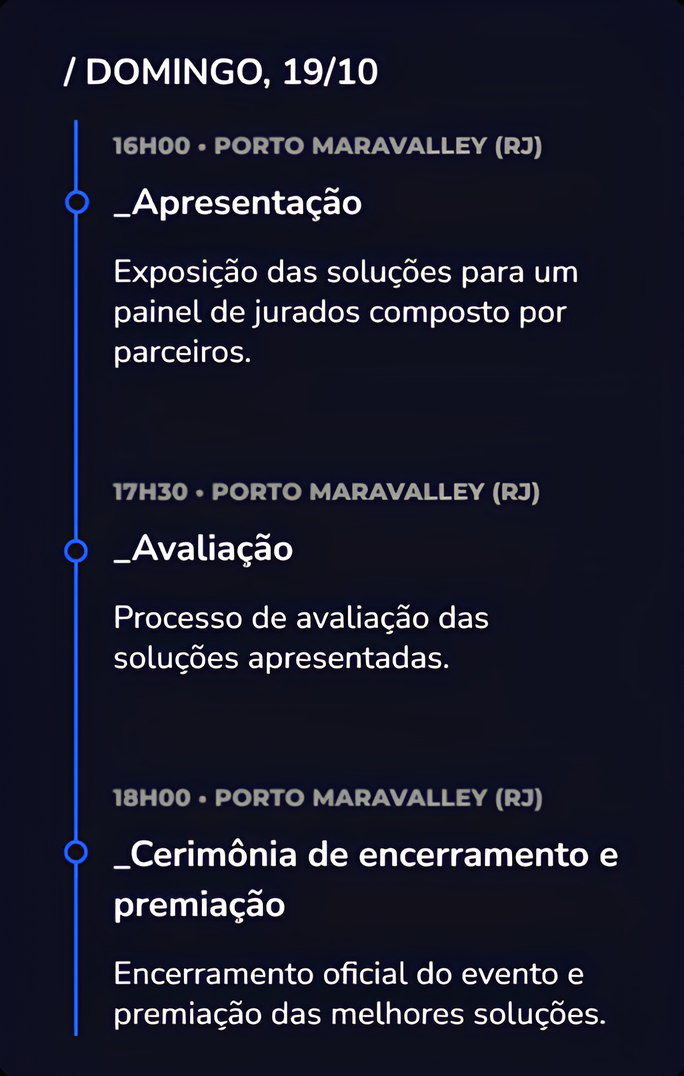 / DOMINGO, 19/10
16H00 • PORTO MARAVALLEY (RJ)
_Apresentação
Exposição das soluções para um
painel de jurados composto por
parceiros.
17H30 • PORTO MARAVALLEY (RJ)
_Avaliação
Processo de avaliação das
soluções apresentadas.
18H00 • PORTO MARAVALLEY (RJ)
_Cerimônia de encerramento e
premiação
Encerramento oficial do evento e
premiação das melhores soluções.